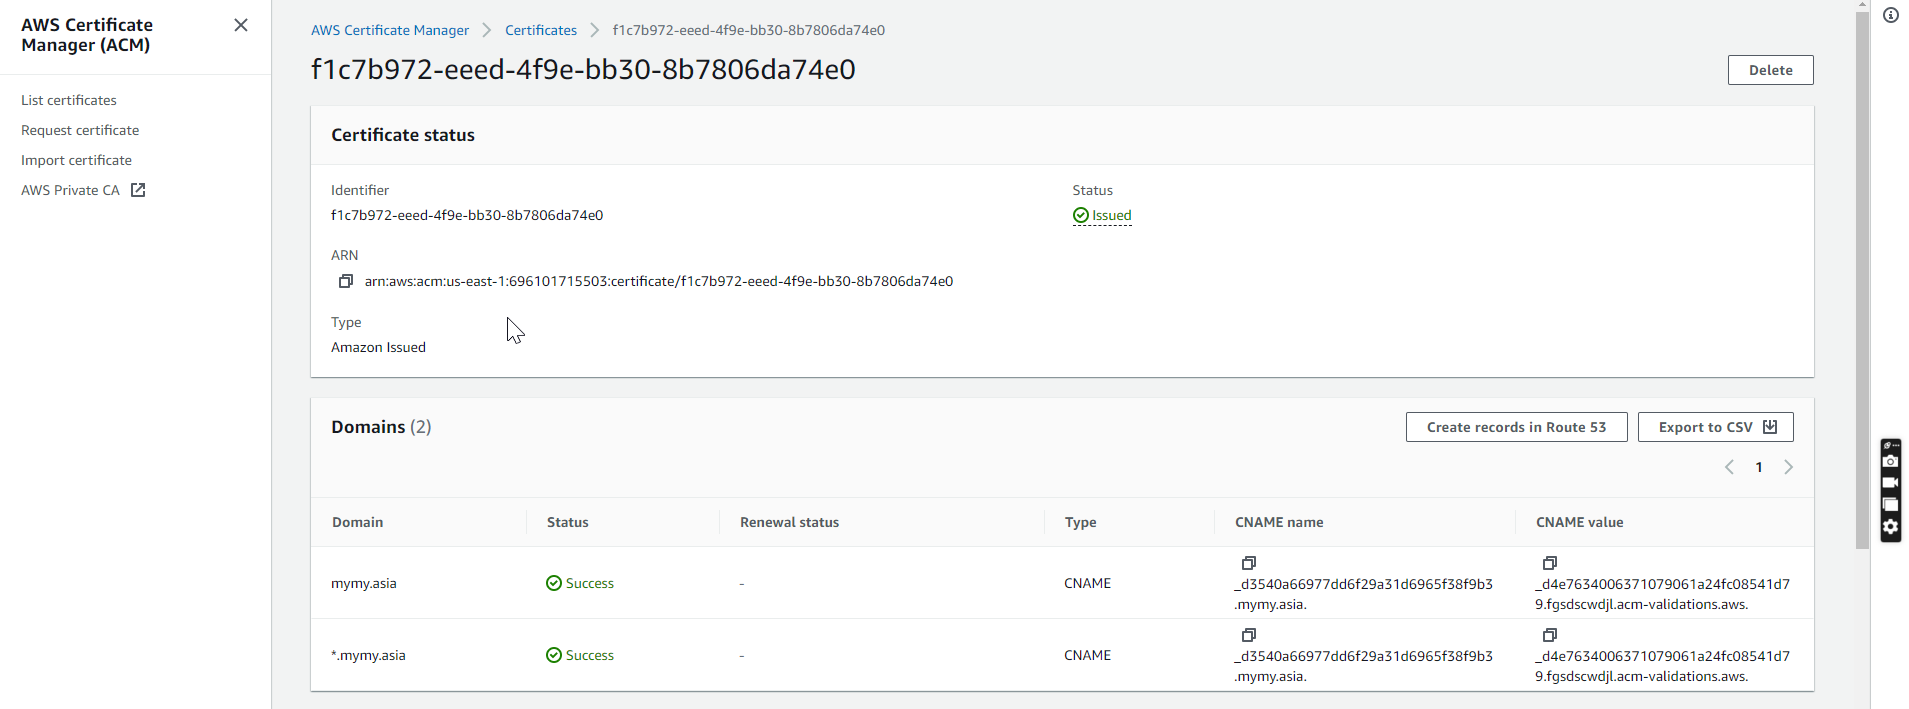 AWS Certificate
Manager (ACM)
List certificates
Request certificate
Import certificate
AWS Private CA
AWS Certificate Manager
Certificates
f1c7b972-eeed-4f9e-bb30-8b7806da74e0
f1c7b972-eeed-4f9e-bb30-8b7806da74e0
Delete
Certificate status
Identifier
f1c7b972-eeed-4f9e-bb30-8b7806da74e0
Status
Issued
ARN
arn:aws:acm:us-east-1:696101715503:certificate/f1c7b972-eeed-4f9e-bb30-8b7806da74e0
Type
Amazon Issued
Domains (2)
Create records in Route 53
Export to CSV
1
Domain Status Renewal status Type CNAME name CNAME value
mymy.asia Success - CNAME
_d3540a66977dd6f29a31d6965f38f9b3
.mymy.asia.
_d4e7634006371079061a24fc08541d7
9.fgsdscwdjl.acm-validations.aws.
*.mymy.asia Success - CNAME
_d3540a66977dd6f29a31d6965f38f9b3
.mymy.asia.
_d4e7634006371079061a24fc08541d7
9.fgsdscwdjl.acm-validations.aws.